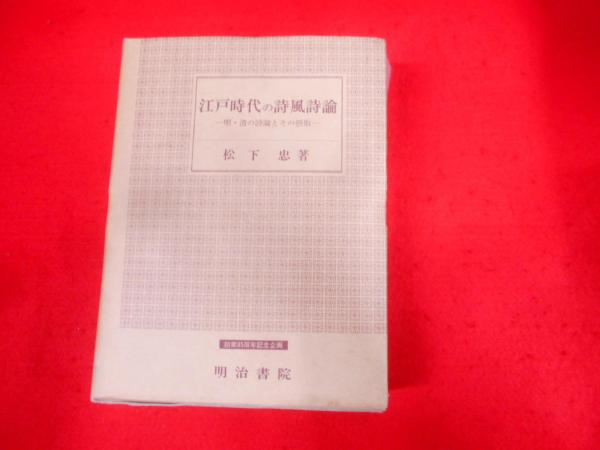 江戸時代の詩風詩論
―明・清の詩論とその摂取―
松下忠著
創業85周年記念企画
明治書院